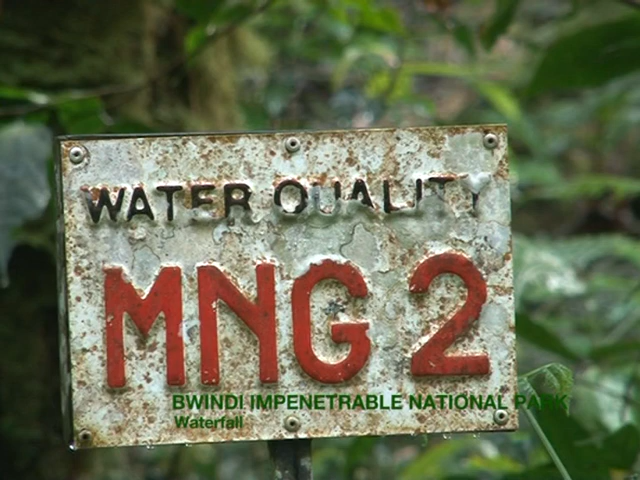 WATER QUALITY
MNG 2
BWINDI IMPENETRABLE NATIONAL PARK
Waterfall